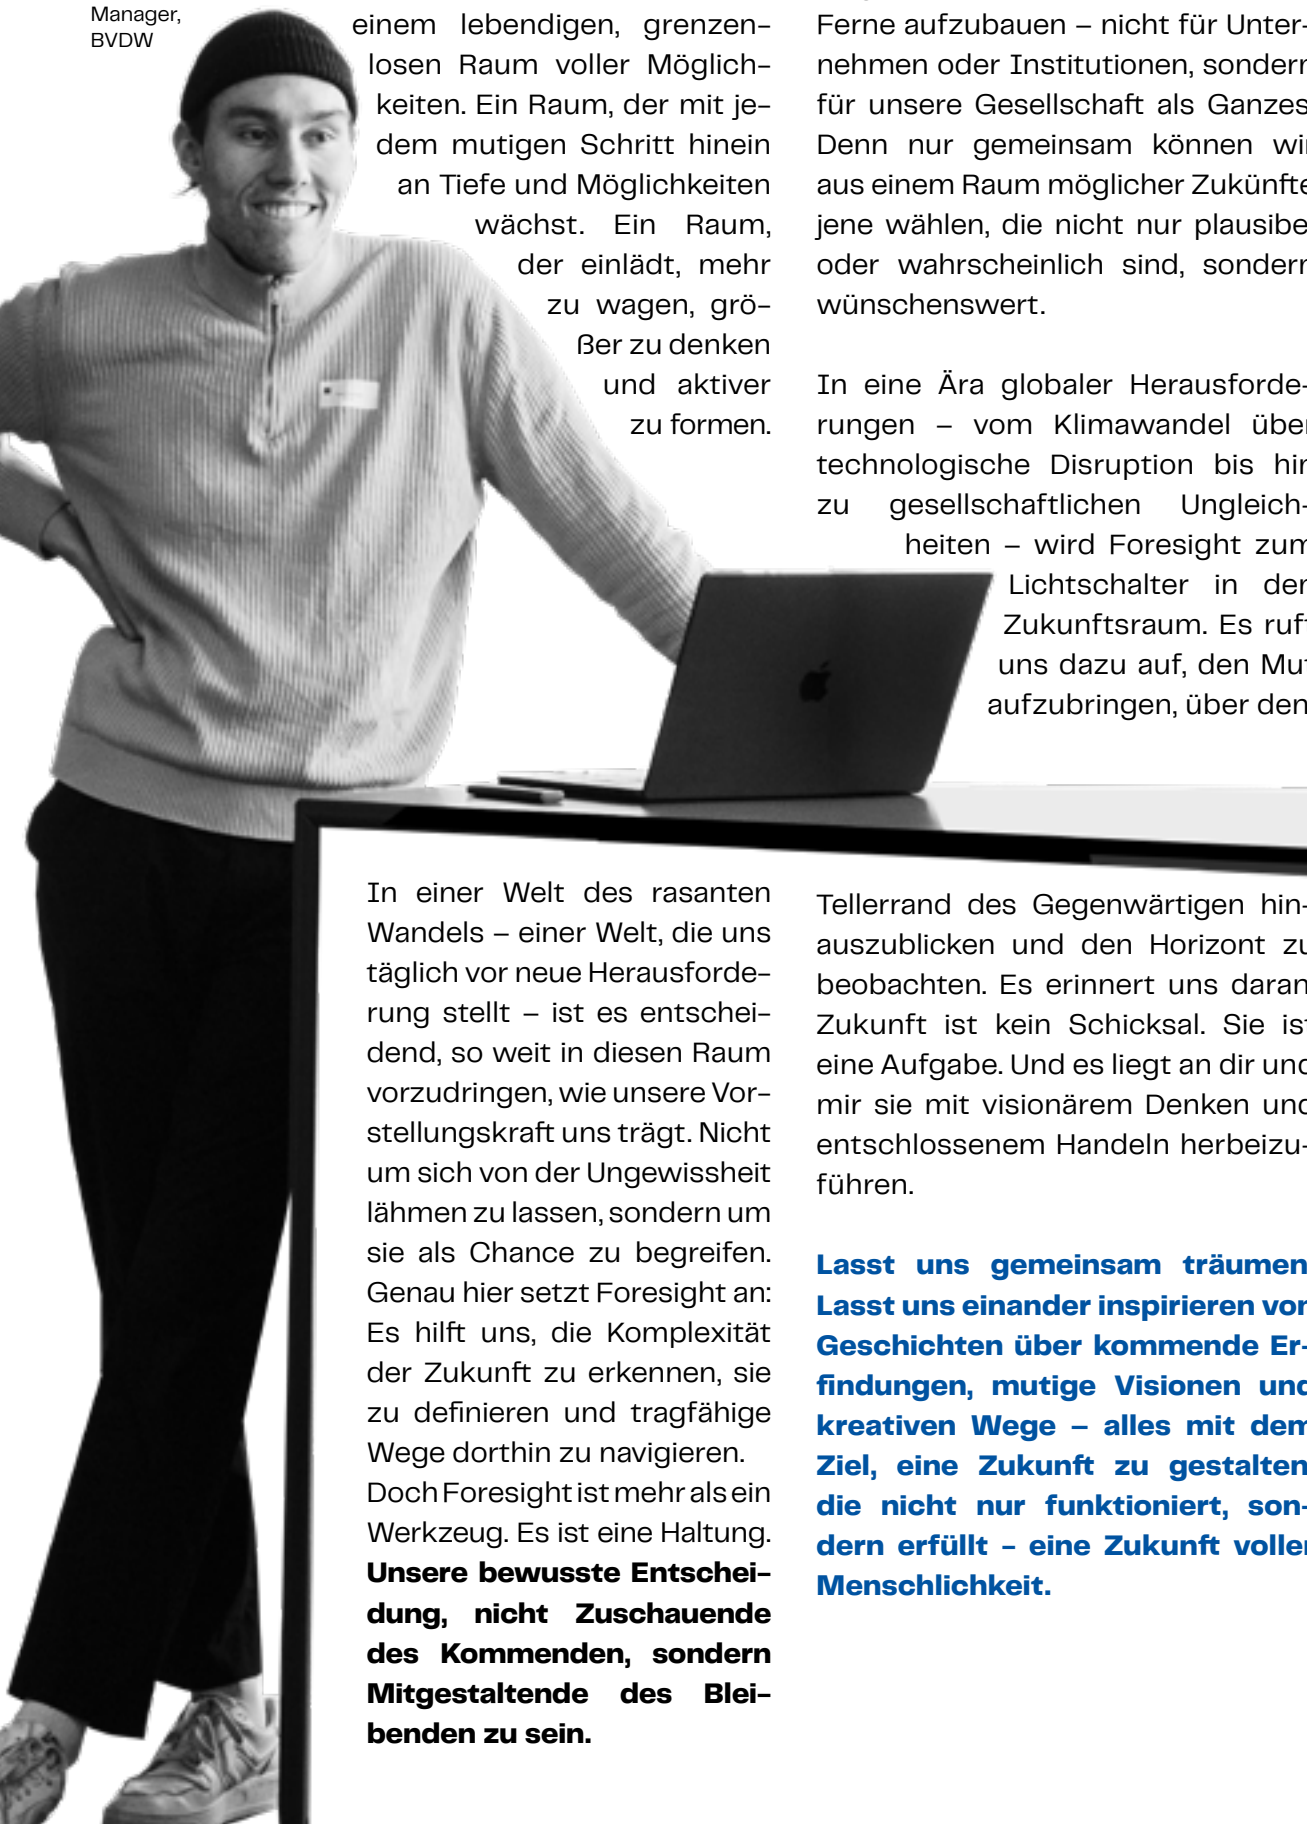 Manager,
BVDW
einem lebendigen, grenzen-
losen Raum voller Möglich-
keiten. Ein Raum, der mit je-
dem mutigen Schritt hinein
an Tiefe und Möglichkeiten
wächst. Ein Raum,
der einlädt, mehr
zu wagen, grö-
ßer zu denken
und aktiver
zu formen.
In einer Welt des rasanten
Wandels – einer Welt, die uns
täglich vor neue Herausforde-
rung stellt – ist es entschei-
dend, so weit in diesen Raum
vorzudringen, wie unsere Vor-
stellungskraft uns trägt. Nicht
um sich von der Ungewissheit
lähmen zu lassen, sondern um
sie als Chance zu begreifen.
Genau hier setzt Foresight an:
Es hilft uns, die Komplexität
der Zukunft zu erkennen, sie
zu definieren und tragfähige
Wege dorthin zu navigieren.
Doch Foresight ist mehr als ein
Werkzeug. Es ist eine Haltung.
Unsere bewusste Entschei-
dung, nicht Zuschauende
des Kommenden, sondern
Mitgestaltende des Blei-
benden zu sein.
Ferne aufzubauen – nicht für Unter-
nehmen oder Institutionen, sondern
für unsere Gesellschaft als Ganzes
Denn nur gemeinsam können wir
aus einem Raum möglicher Zukünfte
jene wählen, die nicht nur plausibel
oder wahrscheinlich sind, sondern
wünschenswert.
In eine Ära globaler Herausforde-
rungen – vom Klimawandel über
technologische Disruption bis hin
zu gesellschaftlichen Ungleich-
heiten – wird Foresight zum
Lichtschalter in den
Zukunftsraum. Es ruft
uns dazu auf, den Mut
aufzubringen, über den
Tellerrand des Gegenwärtigen hin-
auszublicken und den Horizont zu
beobachten. Es erinnert uns daran
Zukunft ist kein Schicksal. Sie ist
eine Aufgabe. Und es liegt an dir und
mir sie mit visionärem Denken und
entschlossenem Handeln herbeizu-
führen.
Lasst uns gemeinsam träumen
Lasst uns einander inspirieren von
Geschichten über kommende Er-
findungen, mutige Visionen und
kreativen Wege – alles mit dem
Ziel, eine Zukunft zu gestalten
die nicht nur funktioniert, son-
dern erfüllt – eine Zukunft voller
Menschlichkeit.